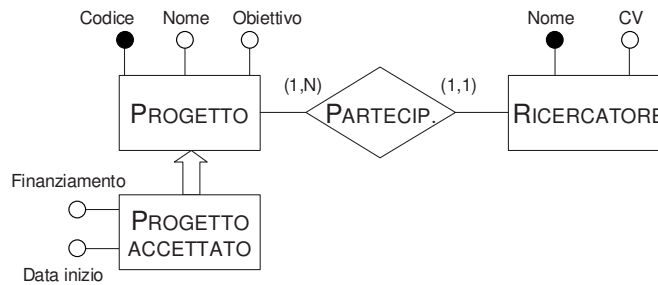 Codice Nome Obiettivo Nome CV
(1,N) (1,1)
PROGETTO PARTECIP. RICERCATORE
Finanziamento
PROGETTO
ACCETTATO
Data inizio